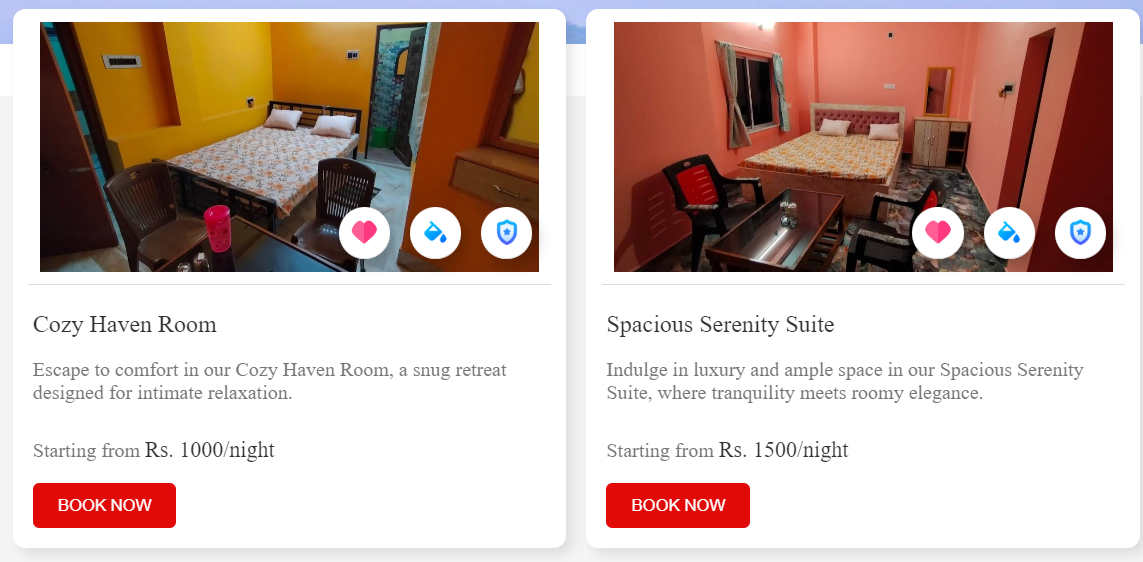 Cozy Haven Room
Escape to comfort in our Cozy Haven Room, a snug retreat
designed for intimate relaxation.
Starting from Rs. 1000/night
BOOK NOW
Spacious Serenity Suite
Indulge in luxury and ample space in our Spacious Serenity
Suite, where tranquility meets roomy elegance.
Starting from Rs. 1500/night
BOOK NOW